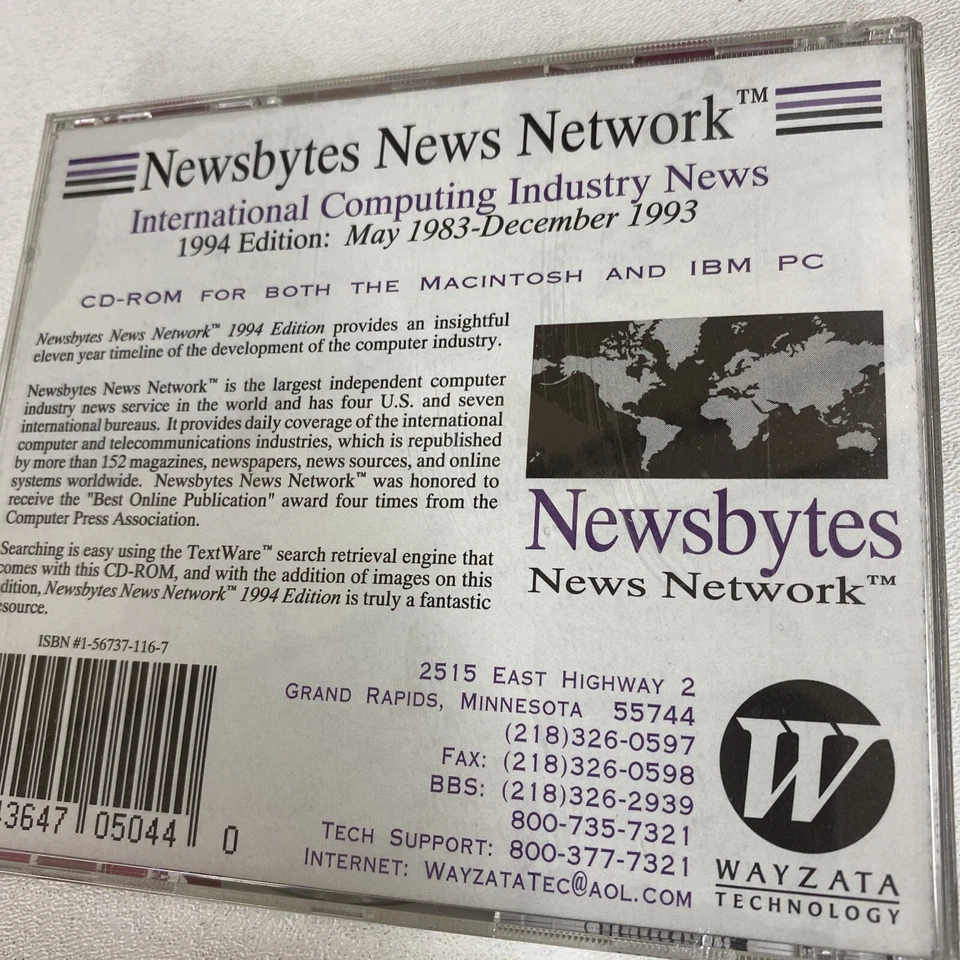 Newsbytes News Network™
International Computing Industry News
1994 Edition: May 1983-December 1993
CD-ROM FOR BOTH THE MACINTOSH AND IBM PC
Newsbytes News Network™ 1994 Edition provides an insightful
eleven year timeline of the development of the computer industry.
Newsbytes News Network™ is the largest independent computer
industry news service in the world and has four U.S. and seven
international bureaus. It provides daily coverage of the international
computer and telecommunications industries, which is republished
by more than 152 magazines, newspapers, news sources, and online
systems worldwide. Newsbytes News Network™ was honored to
receive the "Best Online Publication" award four times from the
Computer Press Association.
Searching is easy using the TextWare™ search retrieval engine that
comes with this CD-ROM, and with the addition of images on this
dition, Newsbytes News Network™ 1994 Edition is truly a fantastic
source.
Newsbytes
News Network™
ISBN #1-56737-116-7
43647 05044 0
2515 EAST HIGHWAY 2
GRAND RAPIDS, MINNESOTA 55744
(218)326-0597
FAX: (218)326-0598
BBS: (218)326-2939
800-735-7321
TECH SUPPORT: 800-377-7321
INTERNET: WAYZATATEC@AOL.COM
W
WAYZATA
TECHNOLOGY